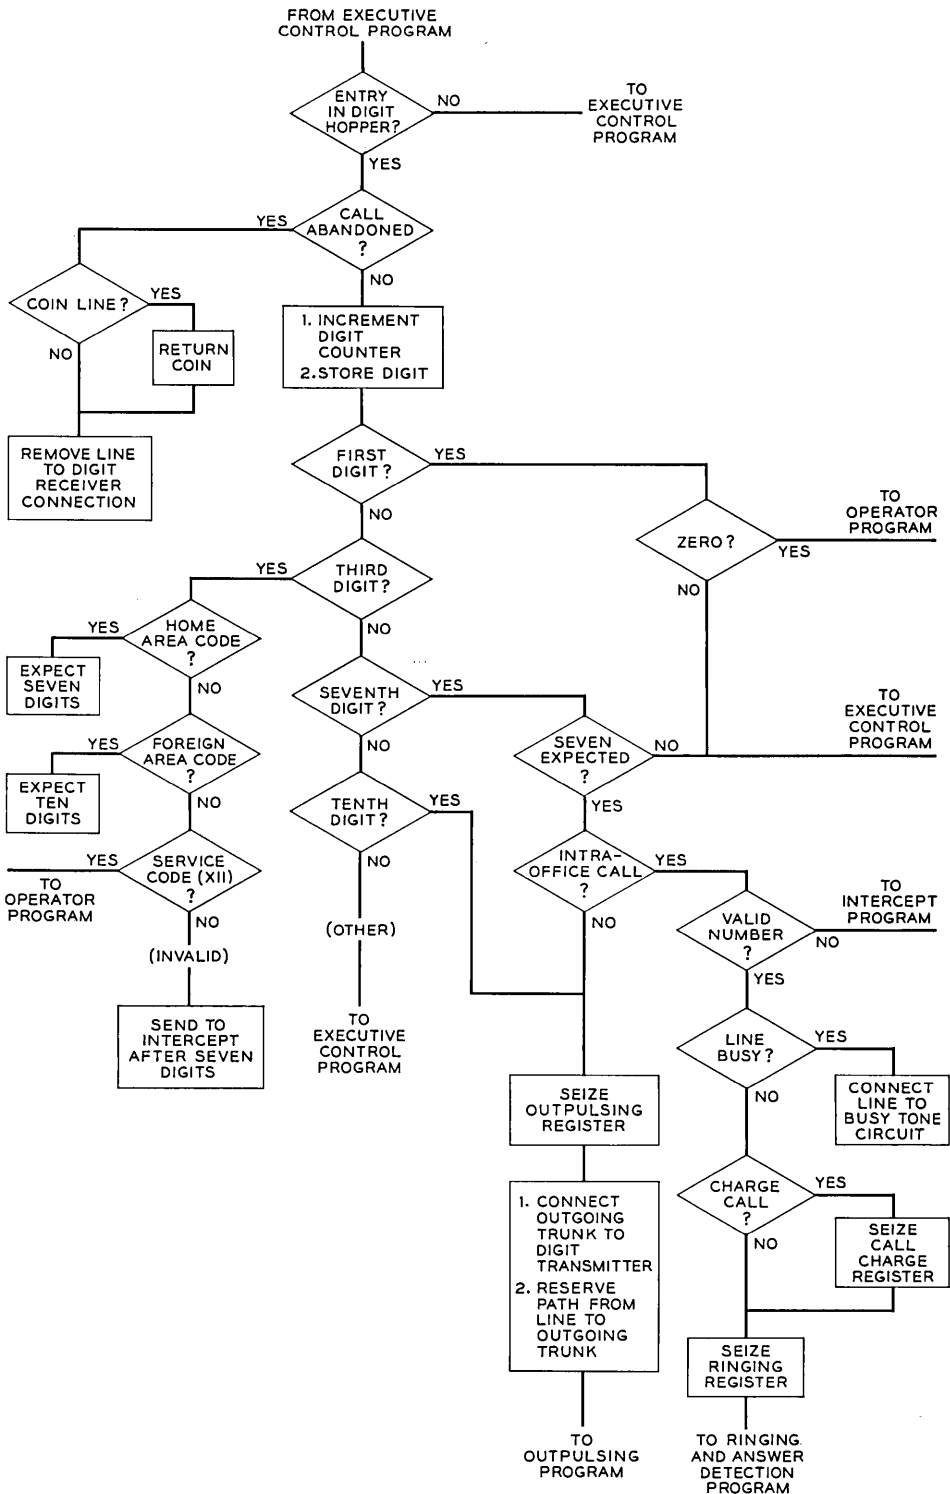 FROM EXECUTIVE
CONTROL PROGRAM
ENTRY
IN DIGIT
HOPPER?
NO
TO
EXECUTIVE
CONTROL
PROGRAM
YES
CALL
ABANDONED
?
YES
NO
COIN LINE?
YES
NO
RETURN
COIN
REMOVE LINE
TO DIGIT
RECEIVER
CONNECTION
1. INCREMENT
DIGIT
COUNTER
2. STORE DIGIT
FIRST
DIGIT?
YES
NO
ZERO?
YES
TO
OPERATOR
PROGRAM
NO
THIRD
DIGIT?
YES
NO
HOME
AREA CODE
?
YES
EXPECT
SEVEN
DIGITS
NO
FOREIGN
AREA CODE
?
YES
EXPECT
TEN
DIGITS
NO
SERVICE
CODE (X11)
?
YES
TO
OPERATOR
PROGRAM
NO
(INVALID)
SEND TO
INTERCEPT
AFTER SEVEN
DIGITS
SEVENTH
DIGIT?
YES
NO
TENTH
DIGIT?
YES
NO
(OTHER)
TO
EXECUTIVE
CONTROL
PROGRAM
SEVEN
EXPECTED
?
NO
TO
EXECUTIVE
CONTROL
PROGRAM
YES
INTRA-
OFFICE CALL
?
YES
NO
VALID
NUMBER
?
NO
TO
INTERCEPT
PROGRAM
YES
LINE
BUSY?
YES
CONNECT
LINE TO
BUSY TONE
CIRCUIT
NO
CHARGE
CALL
?
YES
SEIZE
CALL
CHARGE
REGISTER
NO
SEIZE
RINGING
REGISTER
TO RINGING
AND ANSWER
DETECTION
PROGRAM
SEIZE
OUTPULSING
REGISTER
1. CONNECT
OUTGOING
TRUNK TO
DIGIT
TRANSMITTER
2. RESERVE
PATH FROM
LINE TO
OUTGOING
TRUNK
TO
OUTPULSING
PROGRAM